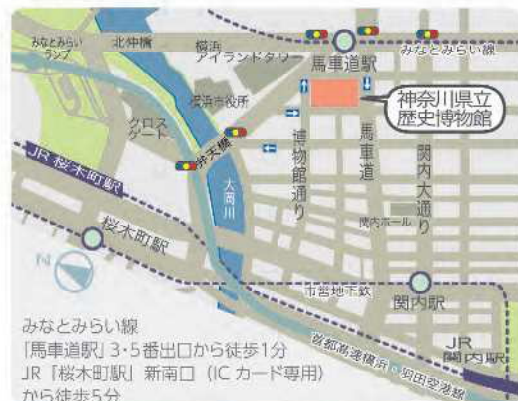 みなとみらい
ランプ
北仲橋
横浜
アイランドタワー
馬車道駅
みなとみらい線
神奈川県立
歴史博物館
横浜市役所
クロス
ゲート
弁天橋
大岡川
博物館通り
馬車道
関内大通り
関内ホール
JR 桜木町駅
桜木町駅
市営地下鉄
関内駅
首都高速横浜・羽田空港線
JR
関内駅
N
みなとみらい線
「馬車道駅」3・5番出口から徒歩1分
JR「桜木町駅」新南口（ICカード専用）
から徒歩5分